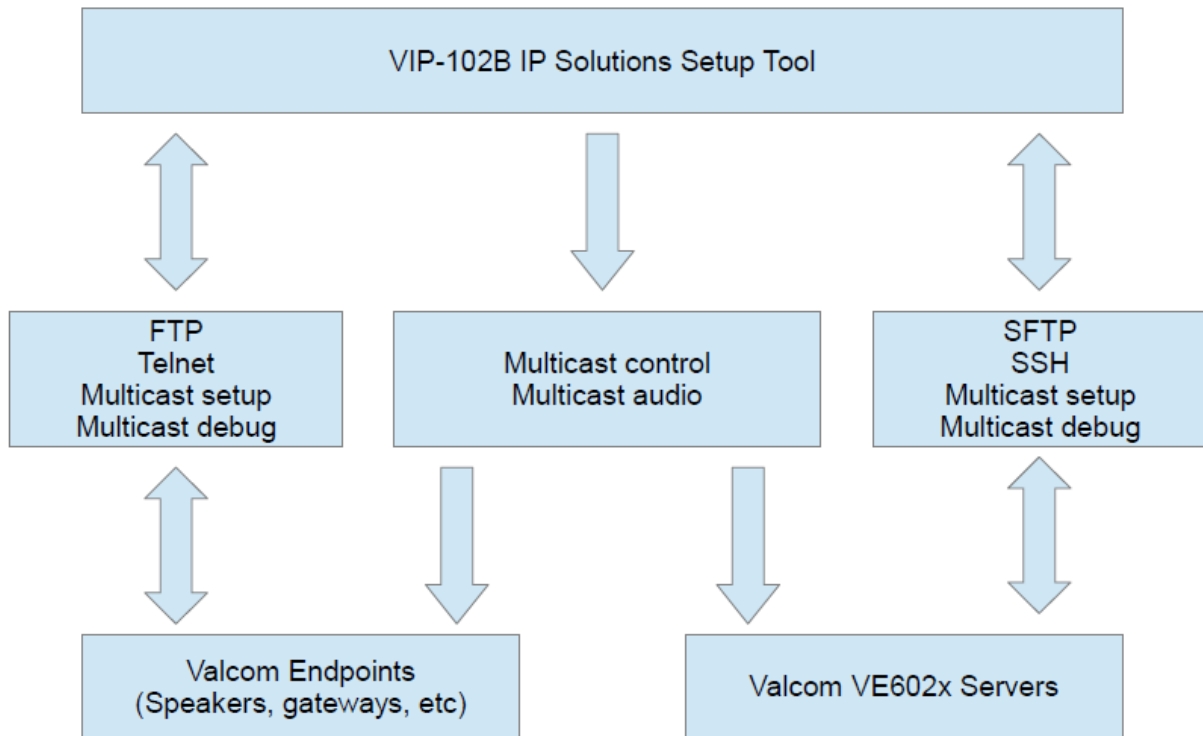 VIP-102B IP Solutions Setup Tool
FTP
Telnet
Multicast setup
Multicast debug
Multicast control
Multicast audio
SFTP
SSH
Multicast setup
Multicast debug
Valcom Endpoints
(Speakers, gateways, etc)
Valcom VE602x Servers